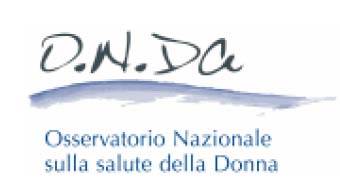 O.N.Da
Osservatorio Nazionale
sulla salute della Donna